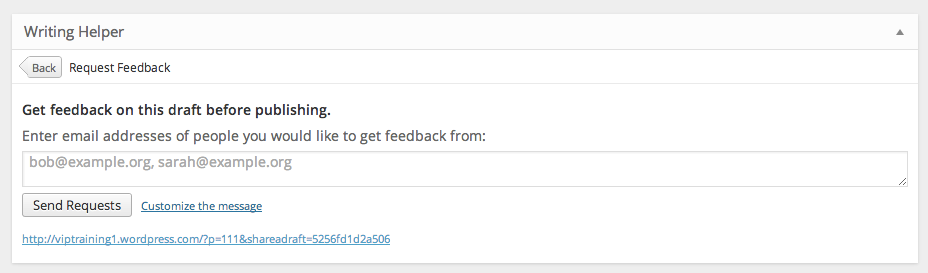 Writing Helper
Back Request Feedback
Get feedback on this draft before publishing.
Enter email addresses of people you would like to get feedback from:
bob@example.org, sarah@example.org
Send Requests Customize the message
http://viptraining1.wordpress.com/?p=111&shareadraft=5256fd1d2a506